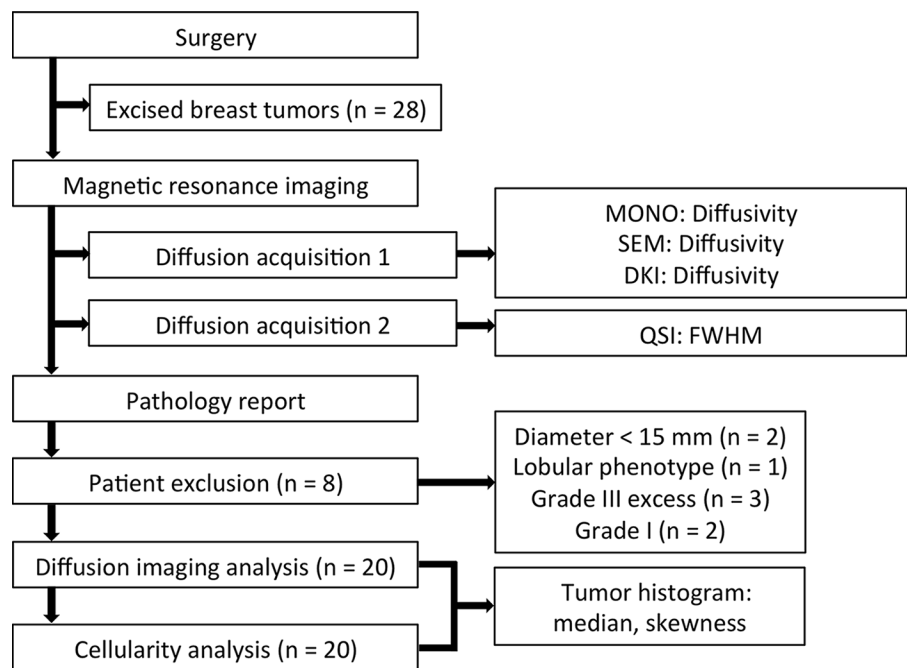 Surgery
Excised breast tumors (n = 28)
Magnetic resonance imaging
Diffusion acquisition 1
MONO: Diffusivity
SEM: Diffusivity
DKI: Diffusivity
Diffusion acquisition 2
QSI: FWHM
Pathology report
Patient exclusion (n = 8)
Diameter < 15 mm (n = 2)
Lobular phenotype (n = 1)
Grade III excess (n = 3)
Grade I (n = 2)
Diffusion imaging analysis (n = 20)
Cellularity analysis (n = 20)
Tumor histogram:
median, skewness